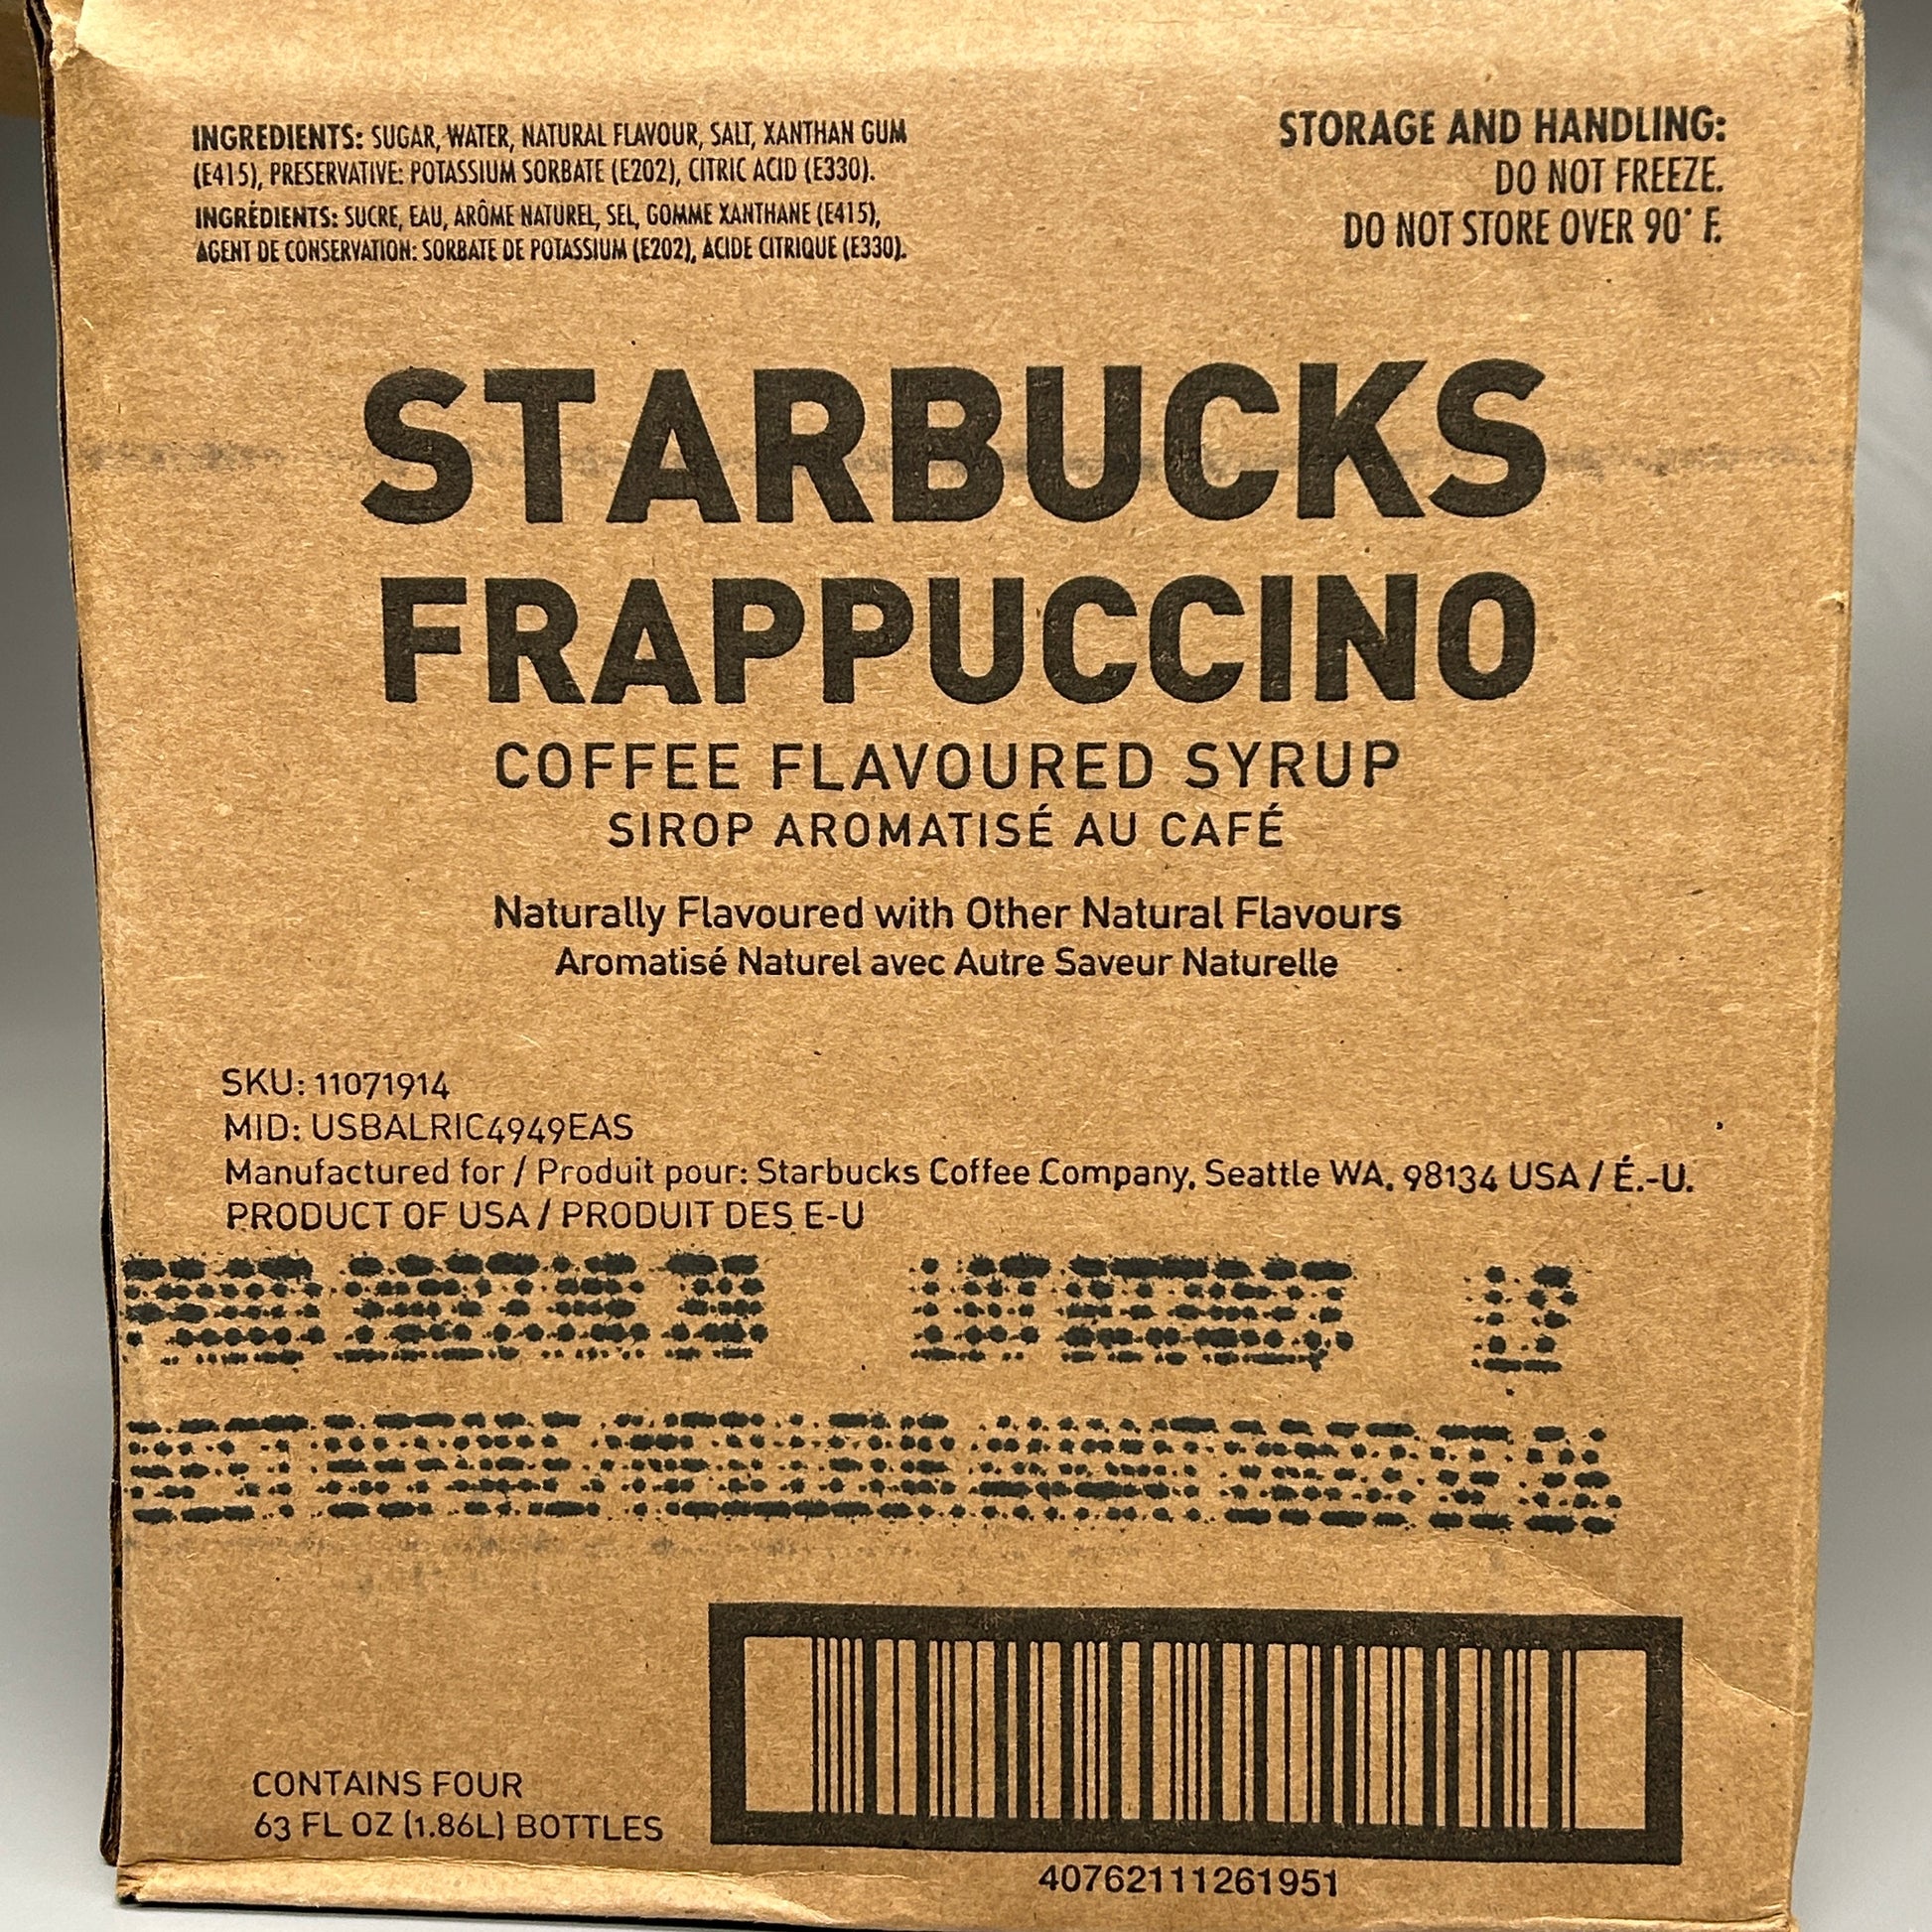 INGREDIENTS: SUGAR, WATER, NATURAL FLAVOUR, SALT, XANTHAN GUM
(E415), PRESERVATIVE: POTASSIUM SORBATE (E202), CITRIC ACID (E330).
INGRÉDIENTS: SUCRE, EAU, ARÔME NATUREL, SEL, GOMME XANTHANE (E415),
AGENT DE CONSERVATION: SORBATE DE POTASSIUM (E202), ACIDE CITRIQUE (E330).
STORAGE AND HANDLING:
DO NOT FREEZE.
DO NOT STORE OVER 90° F.
STARBUCKS
FRAPPUCCINO
COFFEE FLAVOURED SYRUP
SIROP AROMATISÉ AU CAFÉ
Naturally Flavoured with Other Natural Flavours
Aromatisé Naturel avec Autre Saveur Naturelle
SKU: 11071914
MID: USBALRIC4949EAS
Manufactured for / Produit pour: Starbucks Coffee Company, Seattle WA, 98134 USA / É.-U.
PRODUCT OF USA / PRODUIT DES E-U
CONTAINS FOUR
63 FL OZ (1.86L) BOTTLES
40762111261951